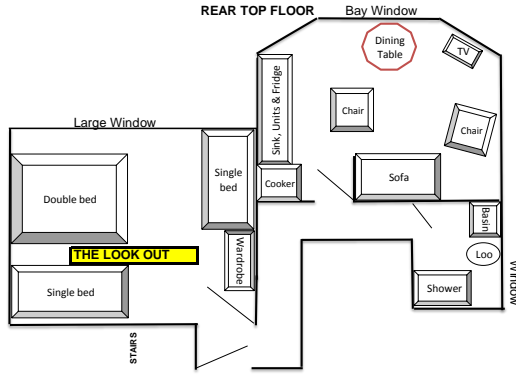 REAR TOP FLOOR
Bay Window
Dining
Table
TV
Sink, Units & Fridge
Chair
Chair
Large Window
Single
bed
Cooker
Sofa
Double bed
Basin
Wardrobe
THE LOOK OUT
Loo
Window
Single bed
Shower
STAIRS